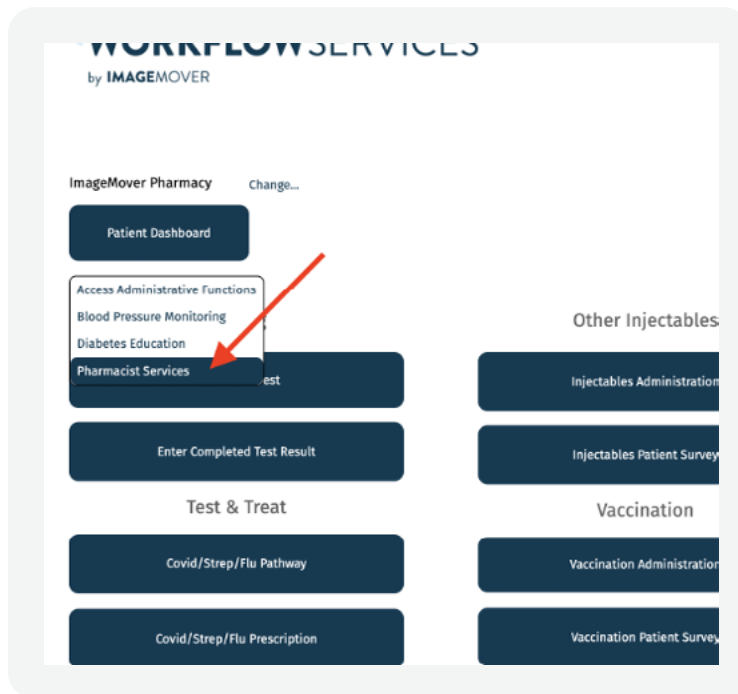 WORKFLOWSERVICES
by IMAGEMOVER
ImageMover Pharmacy
Change...
Patient Dashboard
Access Administrative Functions
Blood Pressure Monitoring
Diabetes Education
Pharmacist Services
est
Enter Completed Test Result
Test & Treat
Covid/Strep/Flu Pathway
Covid/Strep/Flu Prescription
Other Injectables
Injectables Administration
Injectables Patient Survey
Vaccination
Vaccination Administration
Vaccination Patient Survey